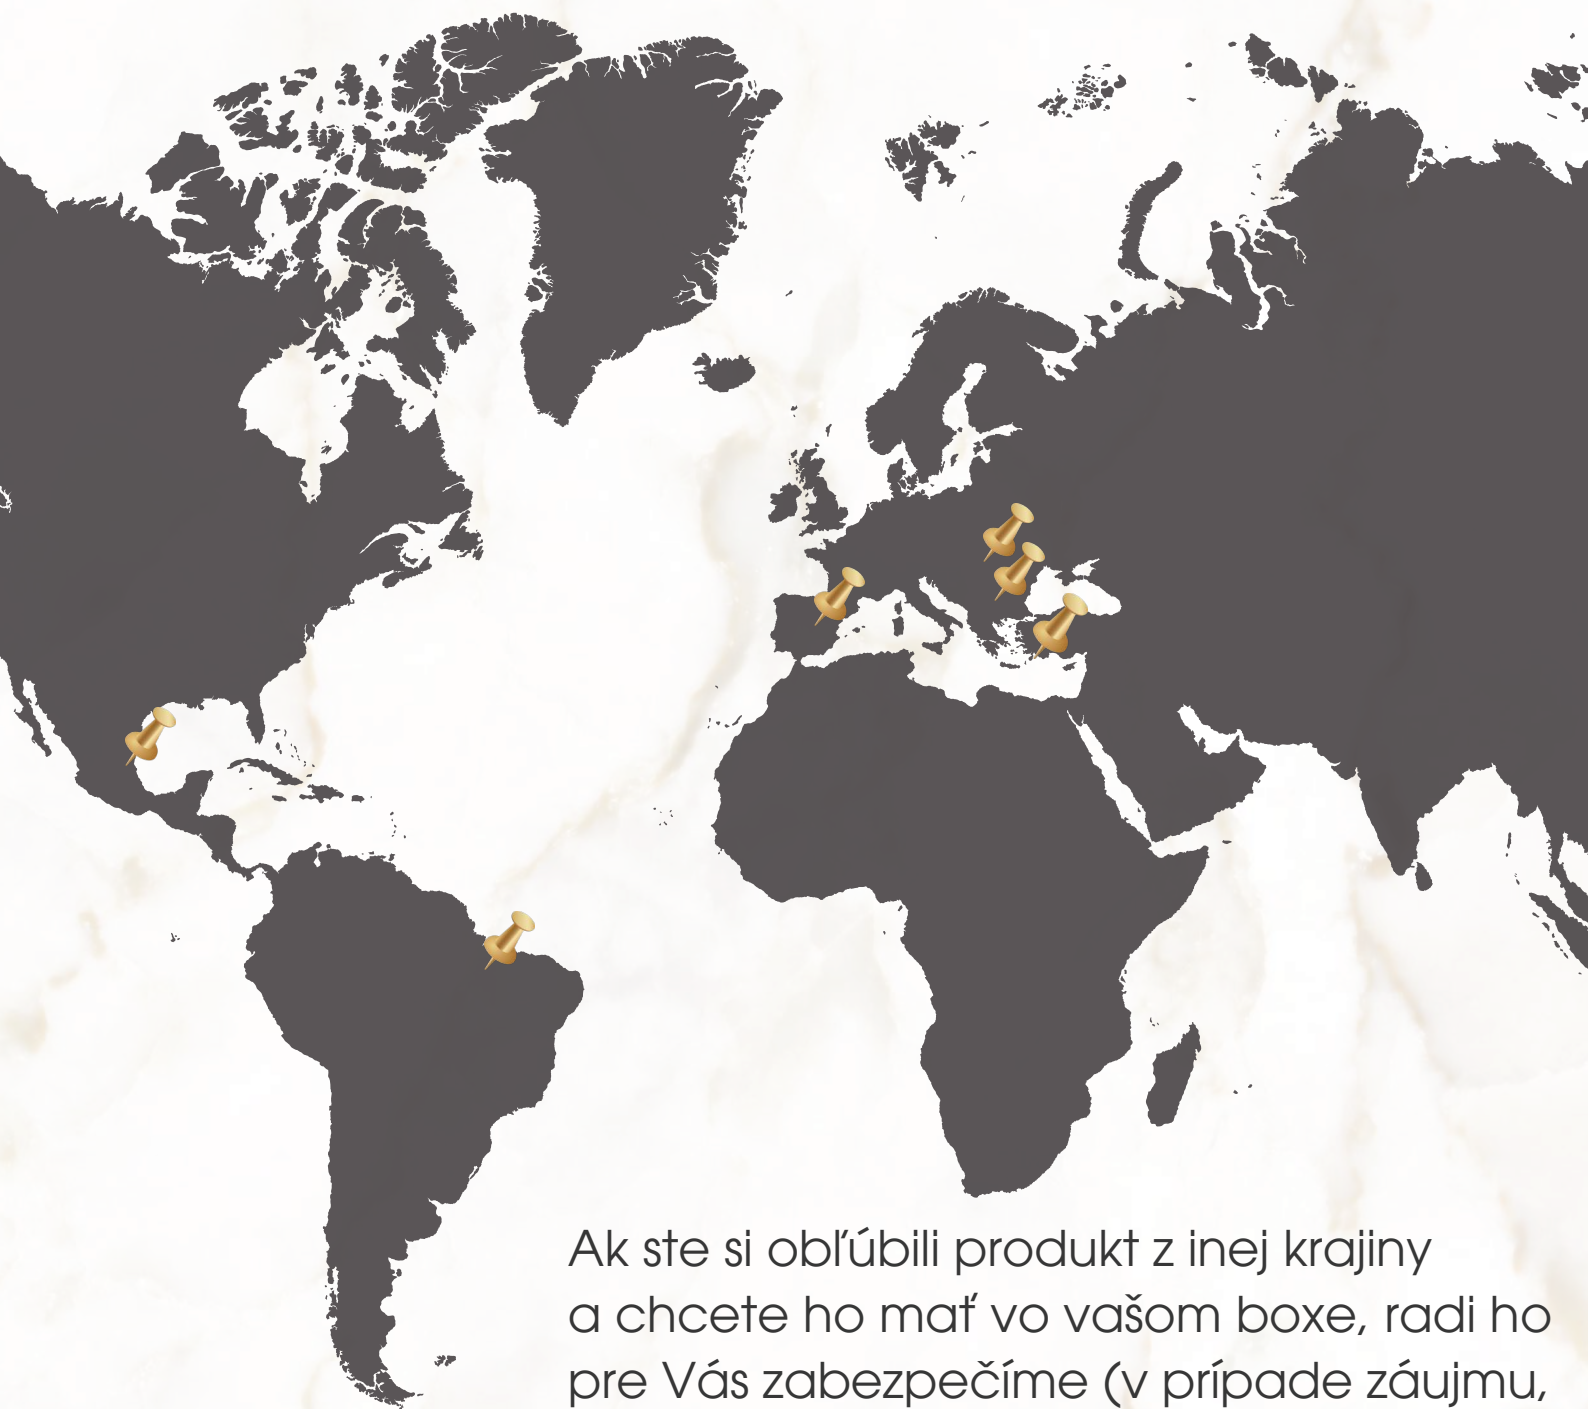 Ak ste si obľúbili produkt z inej krajiny
a chcete ho mať vo vašom boxe, radi ho
pre Vás zabezpečíme (v prípade záujmu,